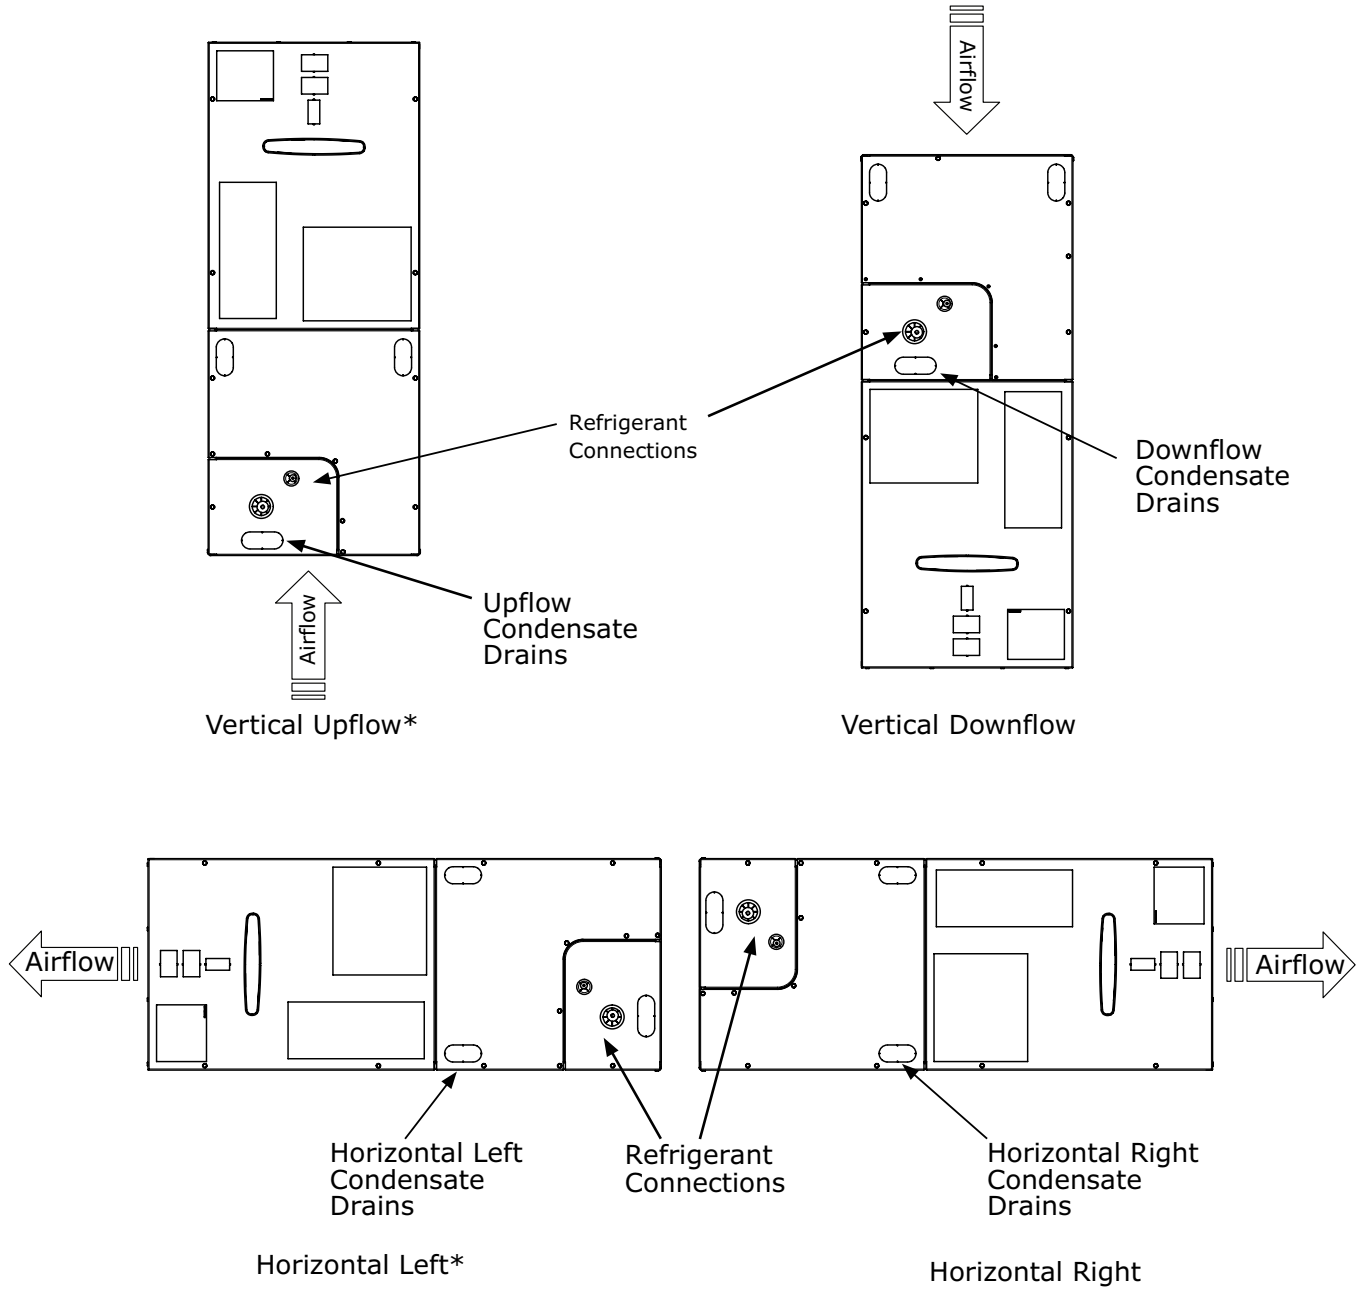 Airflow
Refrigerant
Connections
Downflow
Condensate
Drains
Upflow
Condensate
Drains
Airflow
Vertical Upflow*
Vertical Downflow
Airflow
Airflow
Horizontal Left
Condensate
Drains
Refrigerant
Connections
Horizontal Right
Condensate
Drains
Horizontal Left*
Horizontal Right